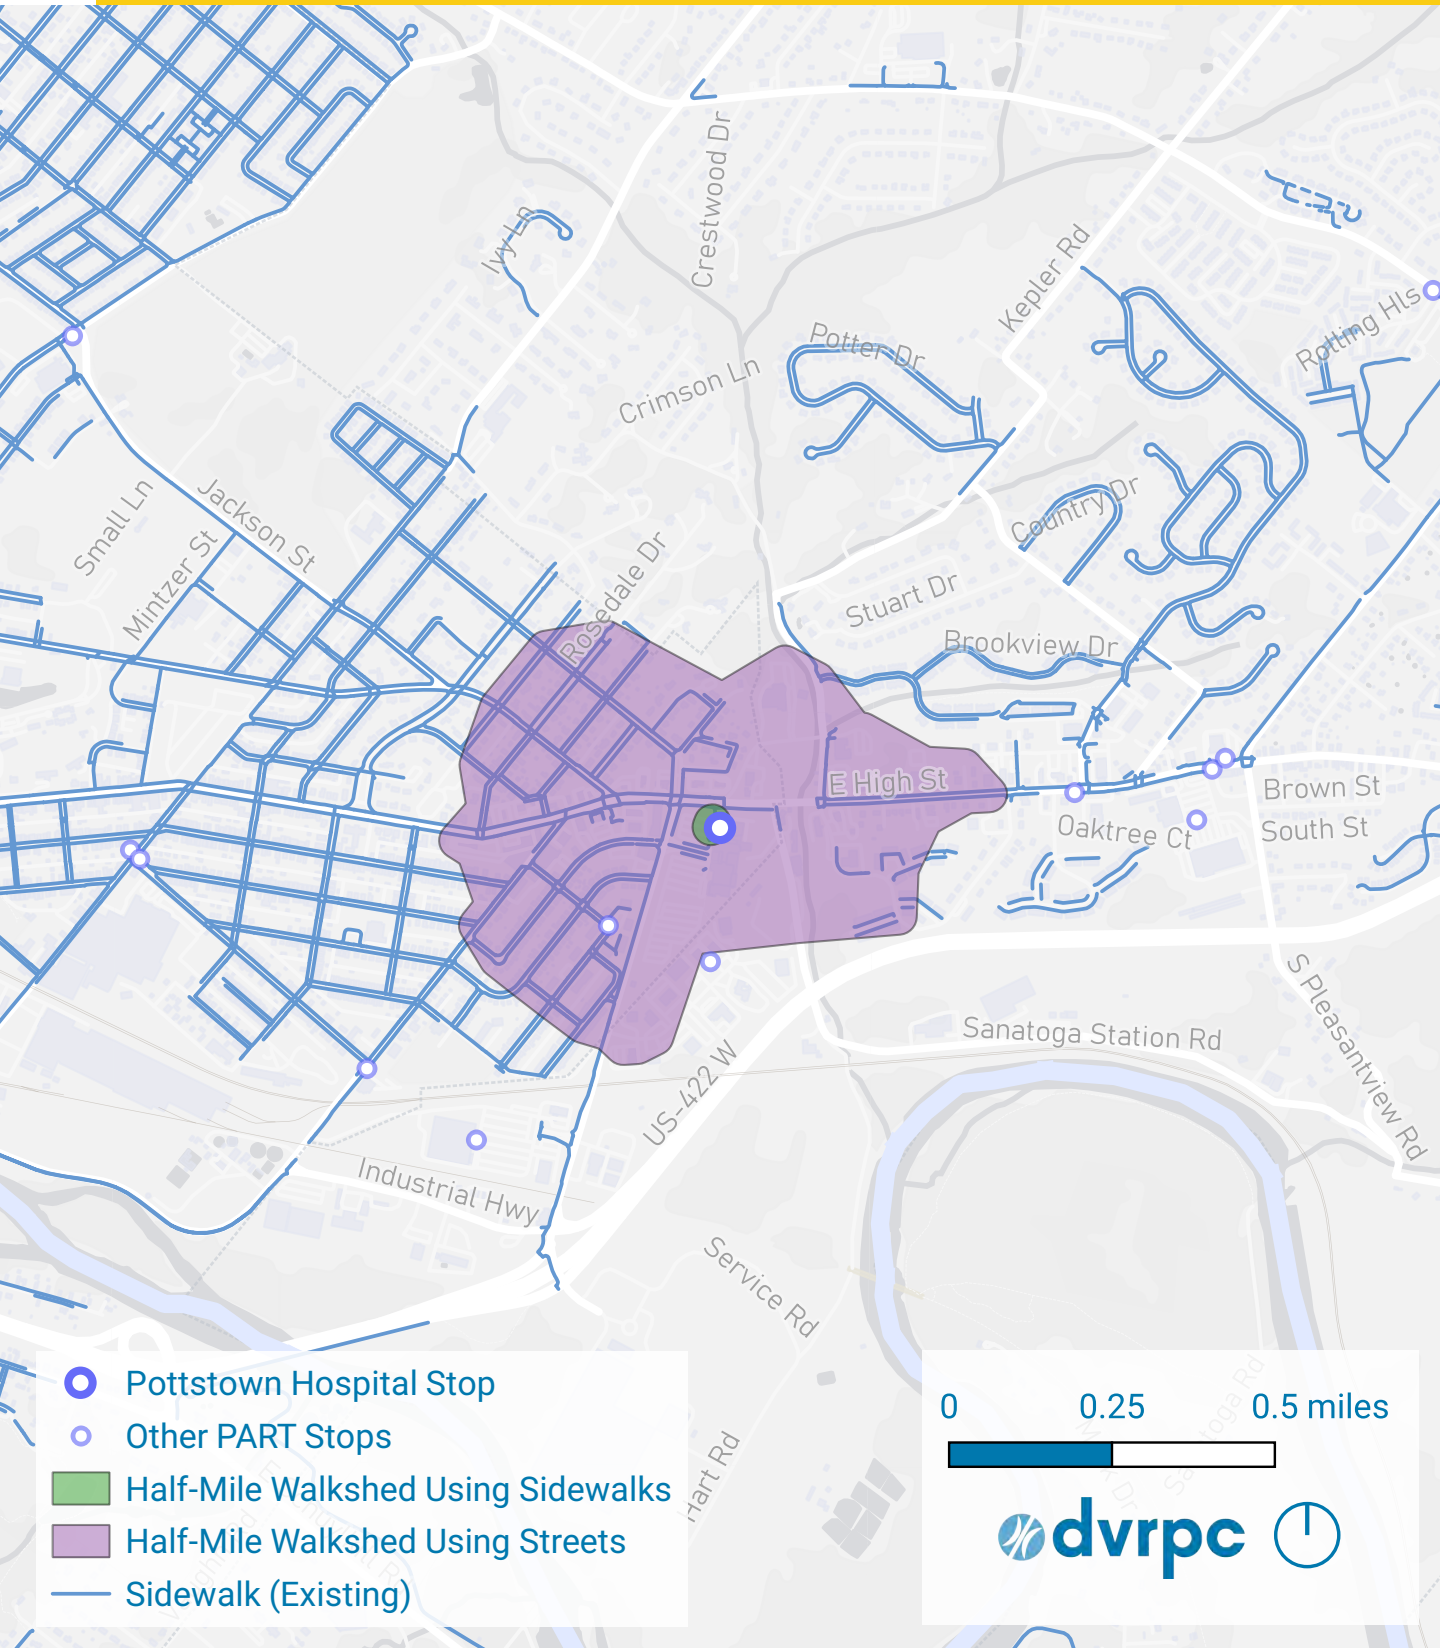 Crestwood Dr
Ivy Ln
Kepler Rd
Rotting Hls
Potter Dr
Crimson Ln
Small Ln
Jackson St
Mintzer St
Country Dr
Rosedale Dr
Stuart Dr
Brookview Dr
E High St
Brown St
Oaktree Ct
South St
S Pleasantview Rd
Sanatoga Station Rd
US-422 W
Industrial Hwy
Service Rd
Hart Rd
Pottstown Hospital Stop
Other PART Stops
Half-Mile Walkshed Using Sidewalks
Half-Mile Walkshed Using Streets
Sidewalk (Existing)
0 0.25 0.5 miles
dvrpc